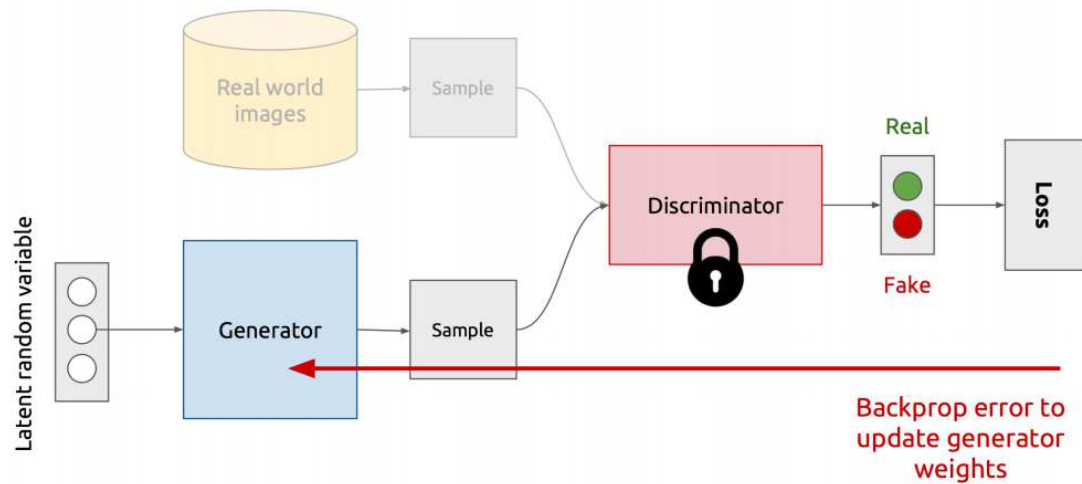 Real world
images
Sample
Real
Discriminator
Loss
Fake
Latent random variable
Generator
Sample
Backprop error to
update generator
weights